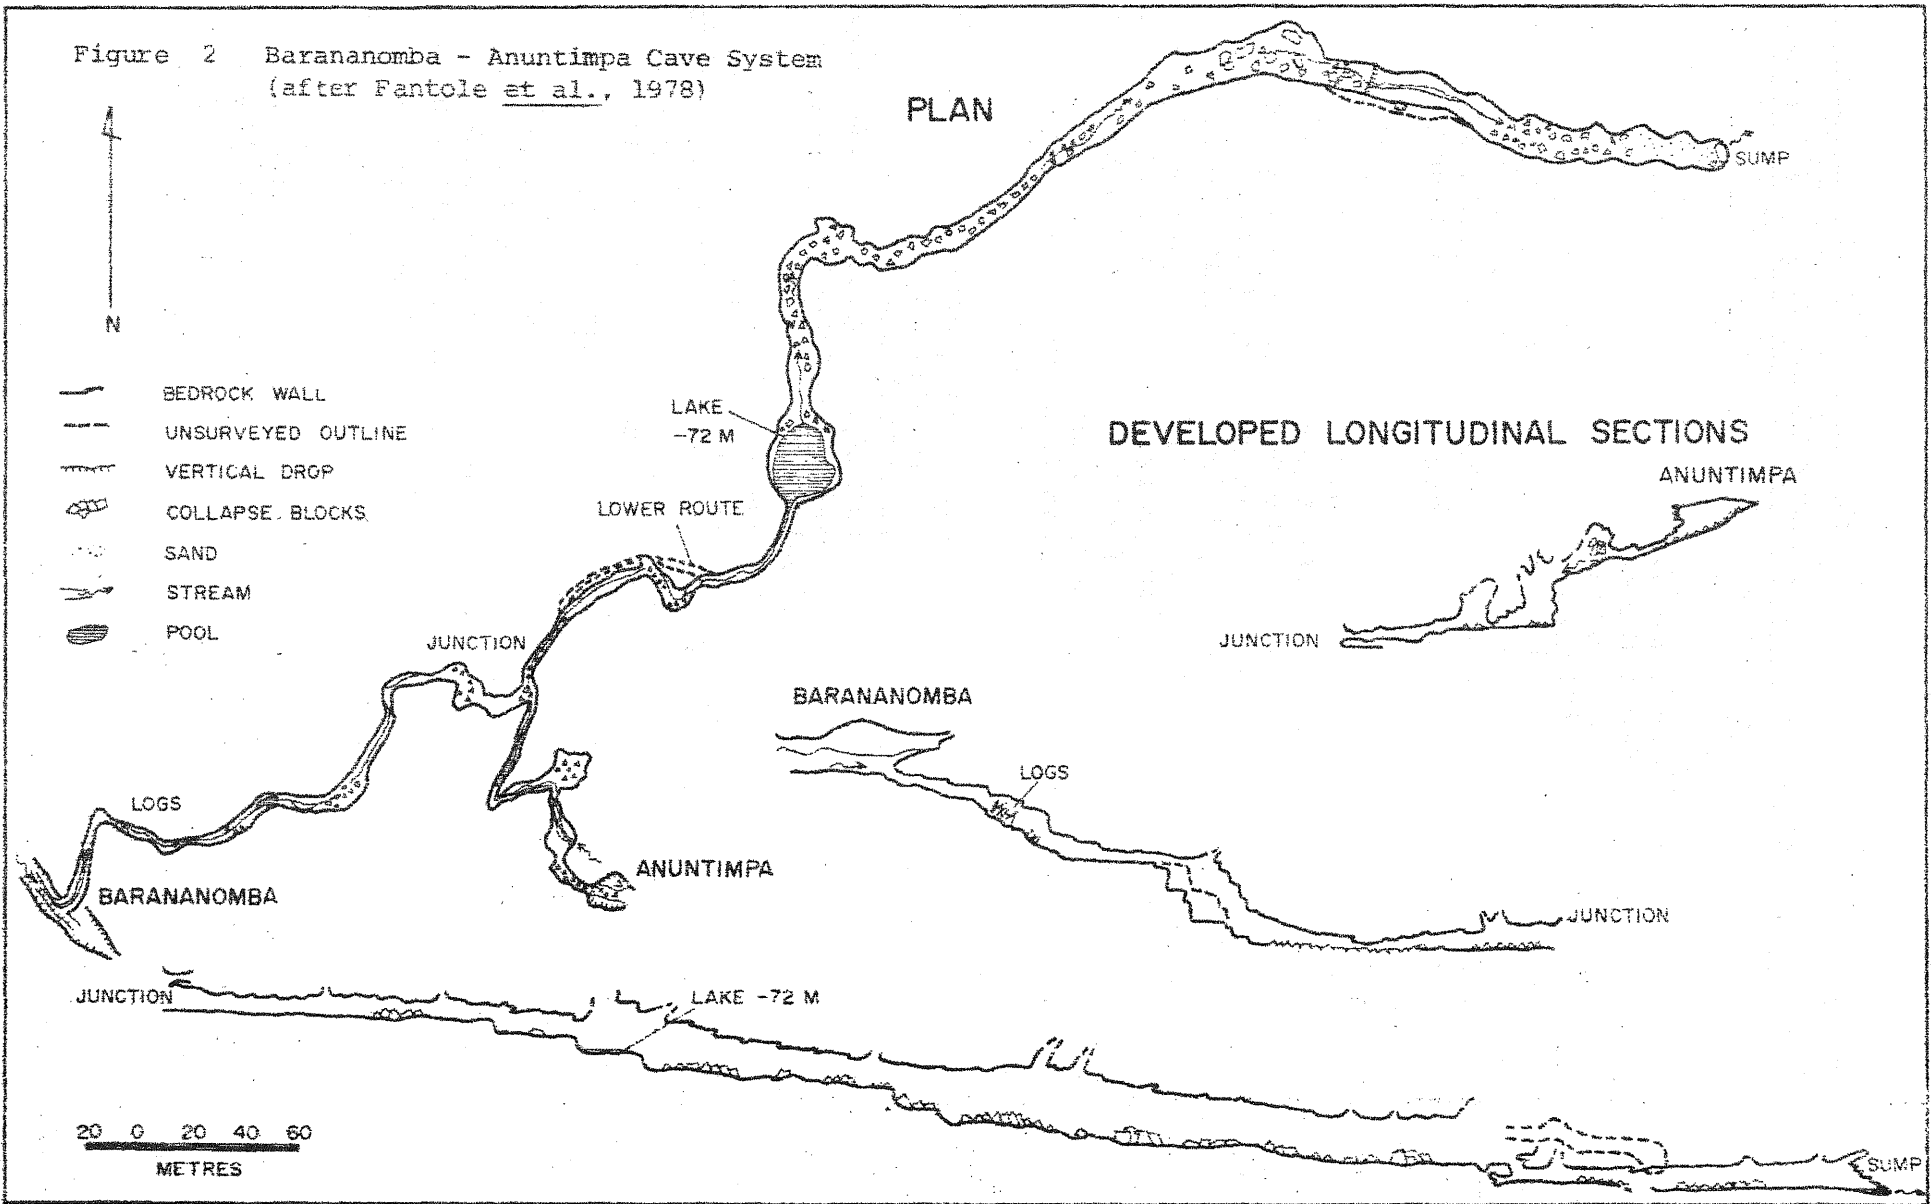 Figure 2 Barananomba - Anuntimpa Cave System
(after Fantole et al., 1978)
PLAN
SUMP
N
BEDROCK WALL
UNSURVEYED OUTLINE
VERTICAL DROP
COLLAPSE BLOCKS
SAND
STREAM
POOL
LAKE
-72 M
LOWER ROUTE
JUNCTION
LOGS
BARANANOMBA
ANUNTIMPA
DEVELOPED LONGITUDINAL SECTIONS
ANUNTIMPA
JUNCTION
BARANANOMBA
LOGS
JUNCTION
JUNCTION
LAKE -72 M
SUMP
20 0 20 40 60
METRES